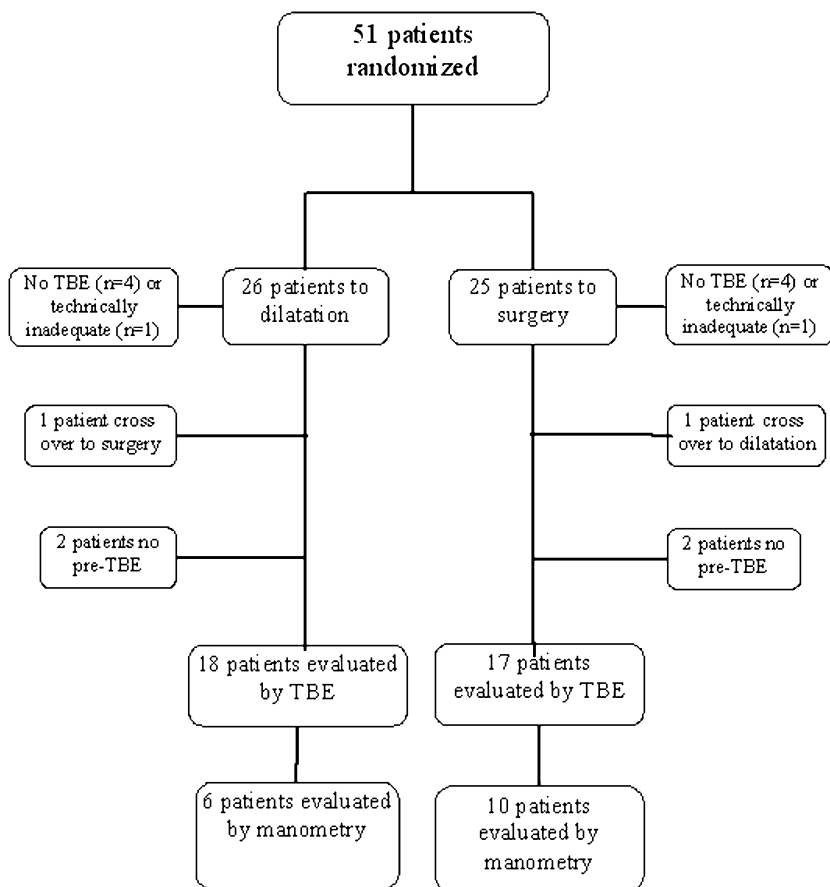 51 patients
randomized
No TBE (n=4) or
technically
inadequate (n=1)
26 patients to
dilatation
25 patients to
surgery
No TBE (n=4) or
technically
inadequate (n=1)
1 patient cross
over to surgery
1 patient cross
over to dilatation
2 patients no
pre-TBE
2 patients no
pre-TBE
18 patients evaluated
by TBE
17 patients
evaluated by TBE
6 patients evaluated
by manometry
10 patients
evaluated by
manometry